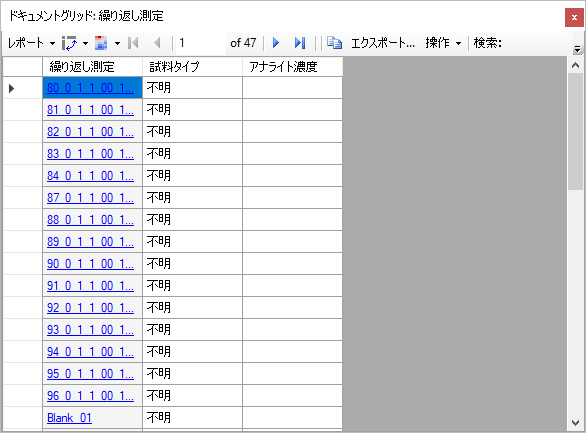 ドキュメントグリッド: 繰り返し測定
レポート 1 of 47 エクスポート... 操作 検索:
繰り返し測定 試料タイプ アナライト濃度
80_0_1_1_00_1... 不明
81_0_1_1_00_1... 不明
82_0_1_1_00_1... 不明
83_0_1_1_00_1... 不明
84_0_1_1_00_1... 不明
87_0_1_1_00_1... 不明
88_0_1_1_00_1... 不明
89_0_1_1_00_1... 不明
90_0_1_1_00_1... 不明
91_0_1_1_00_1... 不明
92_0_1_1_00_1... 不明
93_0_1_1_00_1... 不明
94_0_1_1_00_1... 不明
95_0_1_1_00_1... 不明
96_0_1_1_00_1... 不明
Blank_01 不明